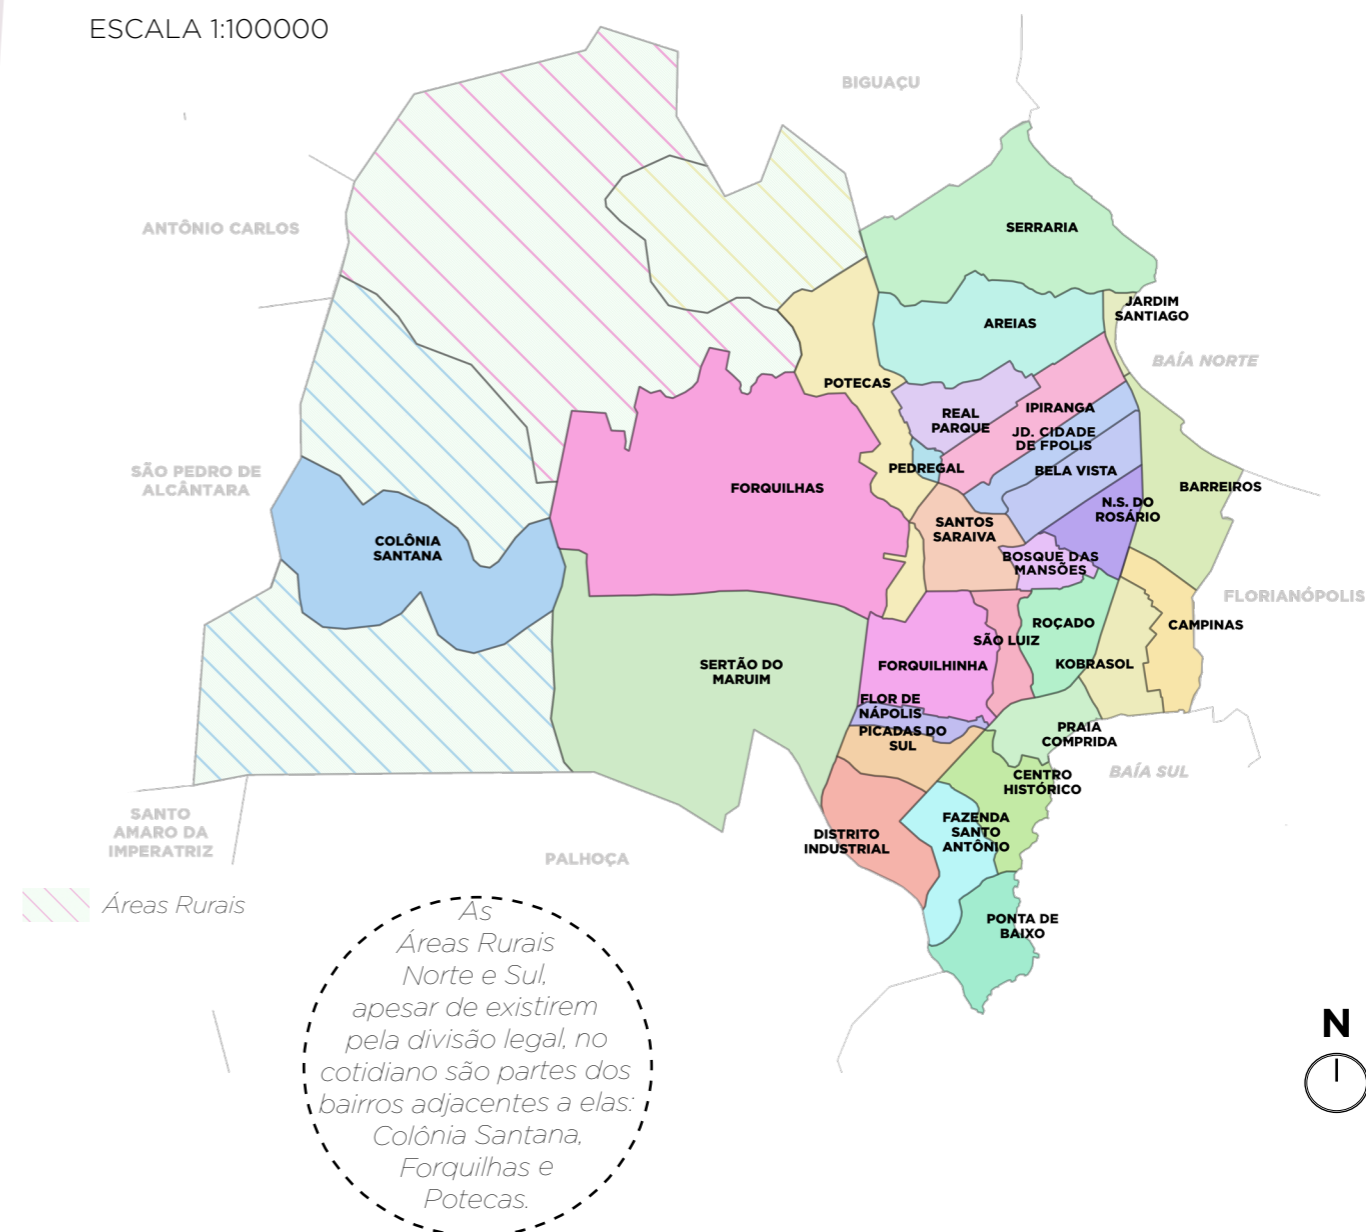 ESCALA 1:100000
BIGUAÇU
ANTÔNIO CARLOS
SERRARIA
JARDIM
SANTIAGO
AREIAS
BAÍA NORTE
POTECAS
REAL
PARQUE
IPIRANGA
JD. CIDADE
DE FPOLIS
PEDREGAL
BELA VISTA
SÃO PEDRO DE
ALCÂNTARA
FORQUILHAS
BARREIROS
N.S. DO
ROSÁRIO
SANTOS
SARAIVA
COLÔNIA
SANTANA
BOSQUE DAS
MANSÕES
FLORIANÓPOLIS
ROÇADO
CAMPINAS
SÃO LUIZ
KOBRASOL
SERTÃO DO
MARUIM
FORQUILHINHA
FLOR DE
NÁPOLIS
PICADAS DO
SUL
PRAIA
COMPRIDA
BAÍA SUL
CENTRO
HISTÓRICO
SANTO
AMARO DA
IMPERATRIZ
FAZENDA
SANTO
ANTÔNIO
DISTRITO
INDUSTRIAL
PALHOÇA
PONTA DE
BAIXO
Áreas Rurais
As
Áreas Rurais
Norte e Sul,
apesar de existirem
pela divisão legal, no
cotidiano são partes dos
bairros adjacentes a elas:
Colônia Santana,
Forquilhas e
Potecas.
N